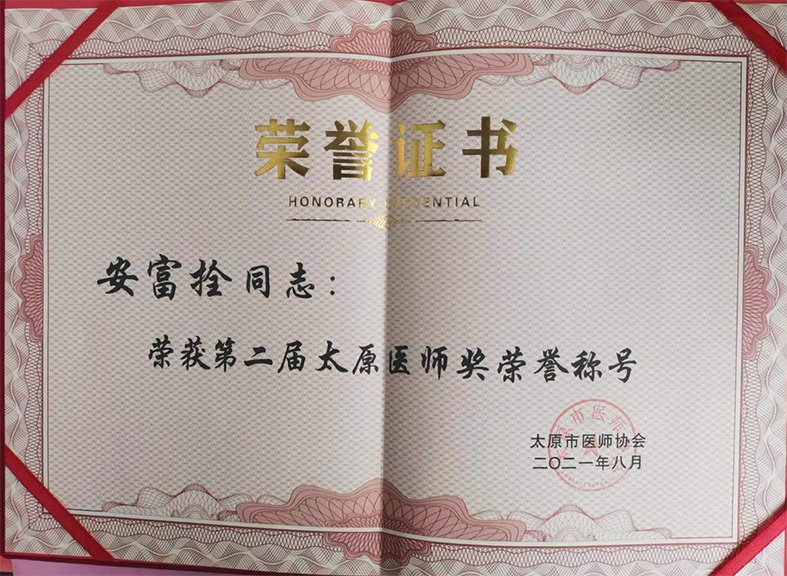 荣誉证书
HONORARY CREDENTIAL
安富拴同志：
荣获第二届太原医师奖荣誉称号
太原市医师协会
二〇二一年八月